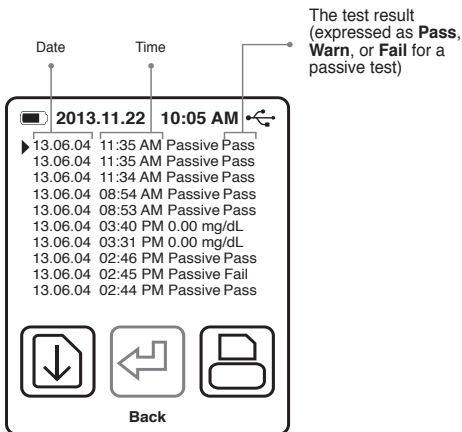 Date
Time
The test result
(expressed as Pass,
Warn, or Fail for a
passive test)
2013.11.22 10:05 AM
13.06.04 11:35 AM Passive Pass
13.06.04 11:35 AM Passive Pass
13.06.04 11:34 AM Passive Pass
13.06.04 08:54 AM Passive Pass
13.06.04 08:53 AM Passive Pass
13.06.04 03:40 PM 0.00 mg/dL
13.06.04 03:31 PM 0.00 mg/dL
13.06.04 02:46 PM Passive Pass
13.06.04 02:45 PM Passive Fail
13.06.04 02:44 PM Passive Pass
Back